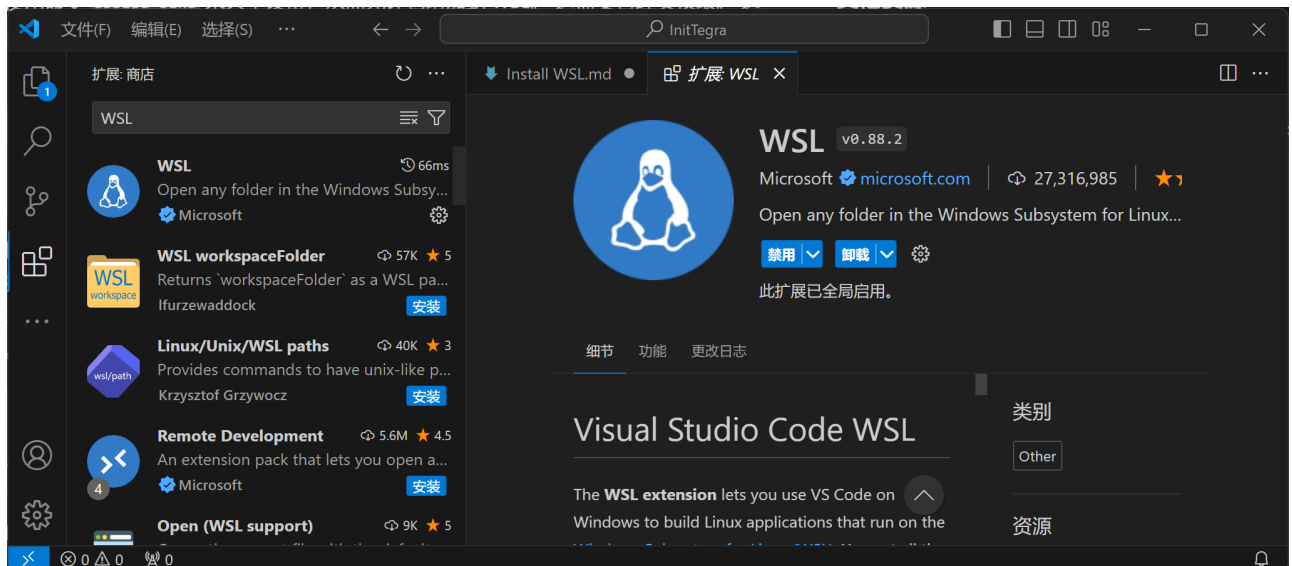 文件(F) 编辑(E) 选择(S) ··· InitTegra
扩展: 商店
WSL
WSL 66ms
Open any folder in the Windows Subsy...
Microsoft
WSL workspaceFolder 57K 5
Returns `workspaceFolder` as a WSL pa...
lfurzewaddock 安装
WSL
workspace
Linux/Unix/WSL paths 40K 3
Provides commands to have unix-like p...
Krzysztof Grzywocz 安装
wsl/path
Remote Development 5.6M 4.5
An extension pack that lets you open a...
Microsoft 安装
4
Open (WSL support) 9K 5
1
Install WSL.md 扩展: WSL
WSL v0.88.2
Microsoft microsoft.com 27,316,985
Open any folder in the Windows Subsystem for Linux...
禁用 卸载
此扩展已全局启用。
细节 功能 更改日志
Visual Studio Code WSL
The WSL extension lets you use VS Code on
Windows to build Linux applications that run on the
类别
Other
资源
0 0 0